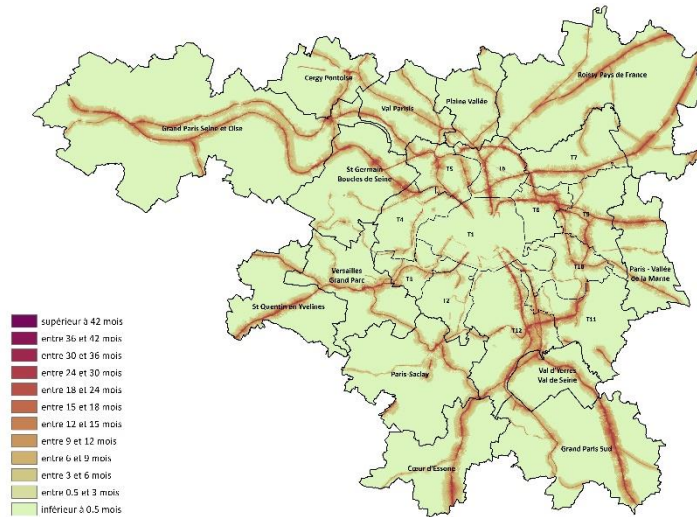 Cergy Pontoise
Roissy Pays de France
Plaine Vallée
Val Parisis
Grand Paris Seine et Oise
T7
St Germain
Boucles de Seine
T5
T6
T8
T9
T4
T1
T10
Paris - Vallée
de la Marne
Versailles
Grand Parc
T3
T2
St Quentin en Yvelines
T11
T12
Val d'Yerres
Val de Seine
Paris-Saclay
Grand Paris Sud
Cœur d'Essone
supérieur à 42 mois
entre 36 et 42 mois
entre 30 et 36 mois
entre 24 et 30 mois
entre 18 et 24 mois
entre 15 et 18 mois
entre 12 et 15 mois
entre 9 et 12 mois
entre 6 et 9 mois
entre 3 et 6 mois
entre 0.5 et 3 mois
inférieur à 0.5 mois